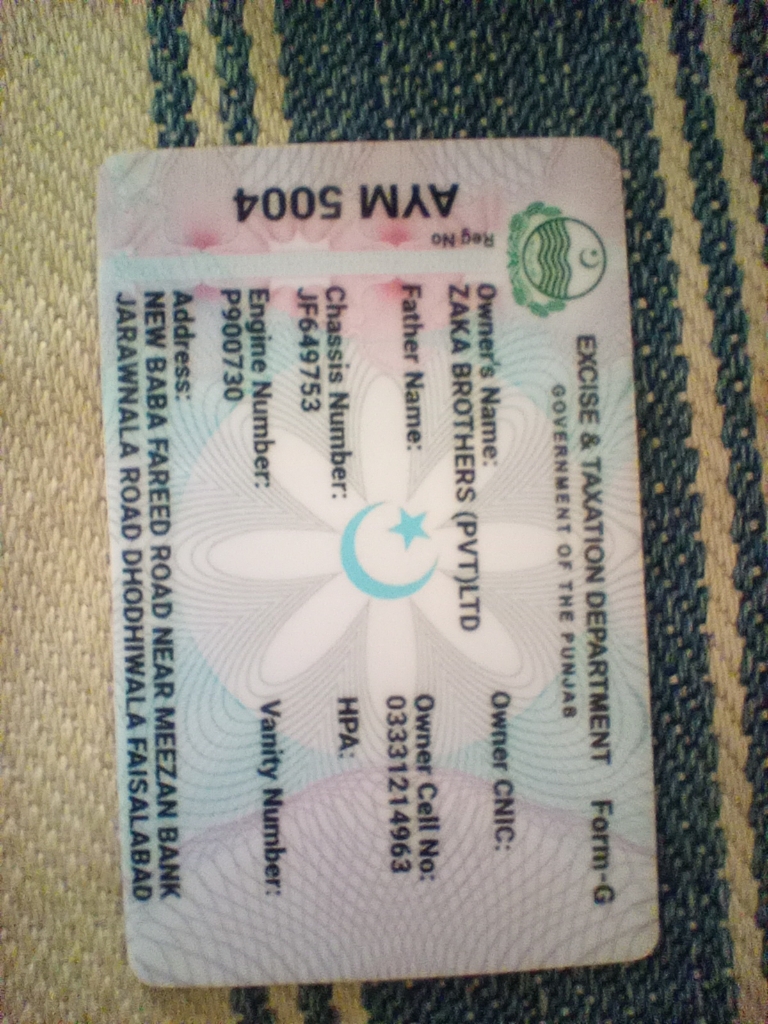 EXCISE & TAXATION DEPARTMENT Form-G
GOVERNMENT OF THE PUNJAB
Reg No
AYM 5004
Owner's Name:
ZAKA BROTHERS (PVT)LTD
Owner CNIC:
Father Name:
Owner Cell No:
03331214963
Chassis Number:
JF649753
HPA:
Engine Number:
P900730
Vanity Number:
Address:
NEW BABA FAREED ROAD NEAR MEEZAN BANK
JARAWNALA ROAD DHODHIWALA FAISALABAD